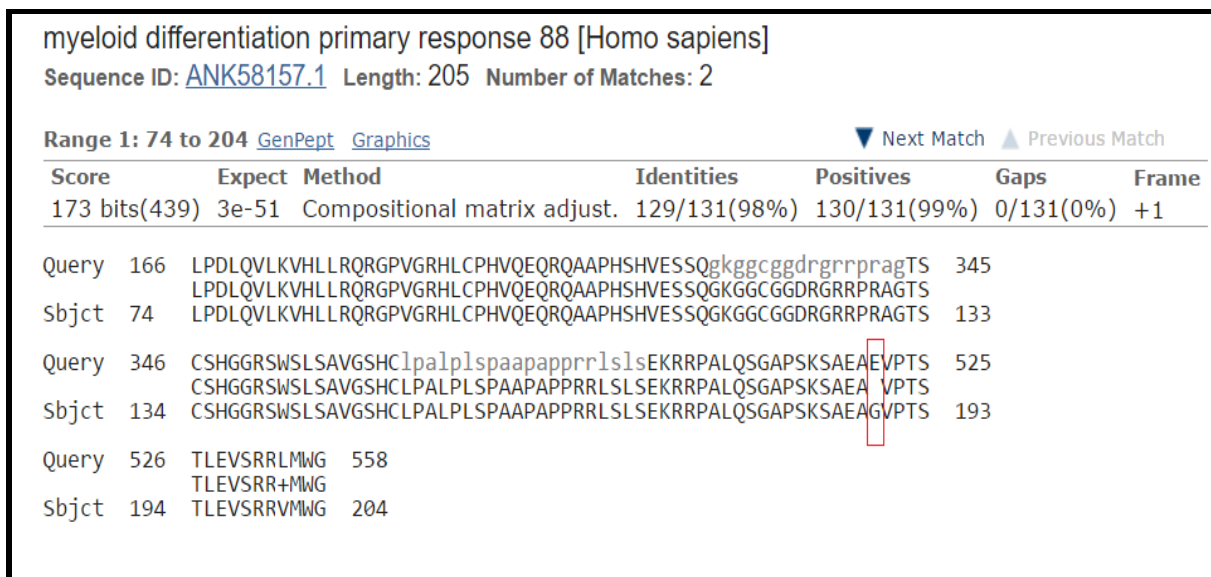 myeloid differentiation primary response 88 [Homo sapiens]
Sequence ID: ANK58157.1 Length: 205 Number of Matches: 2
Range 1: 74 to 204 GenPept Graphics ▼ Next Match ▲ Previous Match
Score Expect Method Identities Positives Gaps Frame
173 bits(439) 3e-51 Compositional matrix adjust. 129/131(98%) 130/131(99%) 0/131(0%) +1
Query 166 LPDLQVLKVHLLRQRGPVGRHLCPHVQEQRQAAPHSHVESSQgkggcggdrgrrpragTS 345
LPDLQVLKVHLLRQRGPVGRHLCPHVQEQRQAAPHSHVESSQGKGGCGGDRGRRPRAGTS
Sbjct 74 LPDLQVLKVHLLRQRGPVGRHLCPHVQEQRQAAPHSHVESSQGKGGCGGDRGRRPRAGTS 133
Query 346 CSHGGRSWSLSAVGSHClpalplspaapapprrlslsEKRRPALQSGAPSKSAEAEVPTS 525
CSHGGRSWSLSAVGSHCLPALPLSPAAPAPPRRLSLSEKRRPALQSGAPSKSAEA VPTS
Sbjct 134 CSHGGRSWSLSAVGSHCLPALPLSPAAPAPPRRLSLSEKRRPALQSGAPSKSAEAGVPTS 193
Query 526 TLEVSRRLMWG 558
TLEVSRR+MWG
Sbjct 194 TLEVSRRVMWG 204